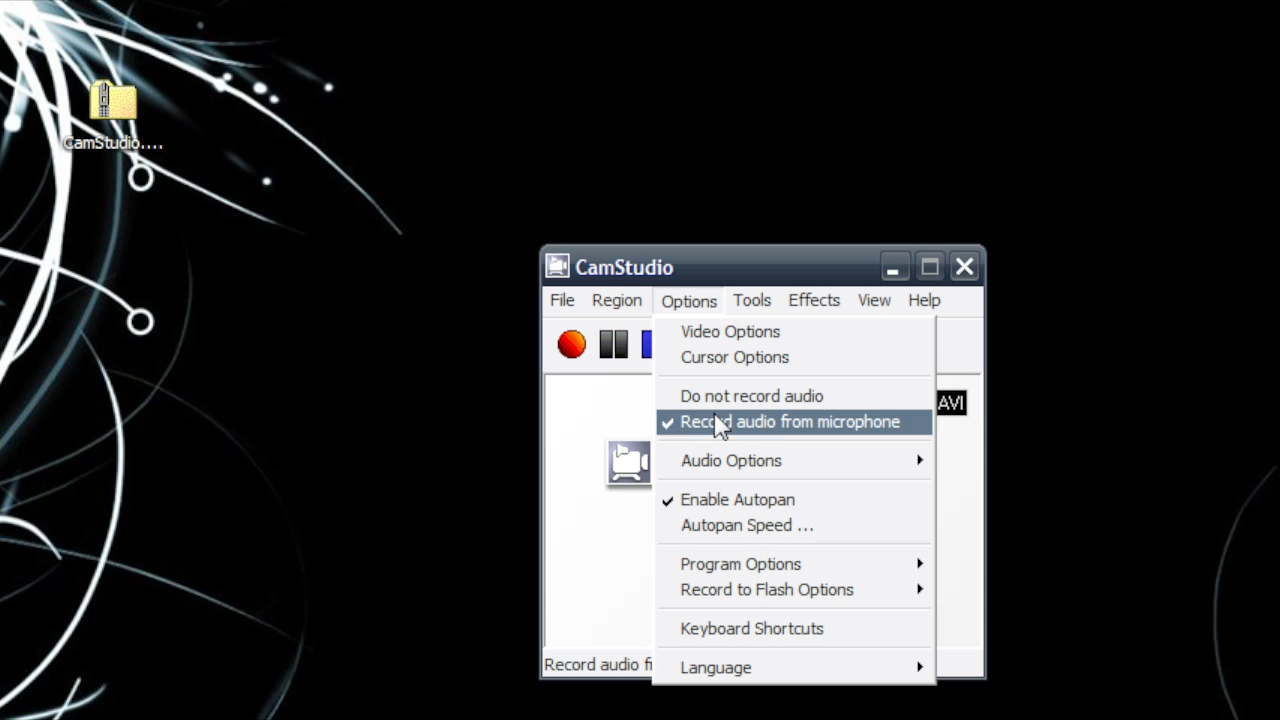 CamStudio....
CamStudio
File Region Options Tools Effects View Help
Video Options
Cursor Options
Do not record audio
AVI
Record audio from microphone
Audio Options
Enable Autopan
Autopan Speed ...
Program Options
Record to Flash Options
Keyboard Shortcuts
Record audio
Language